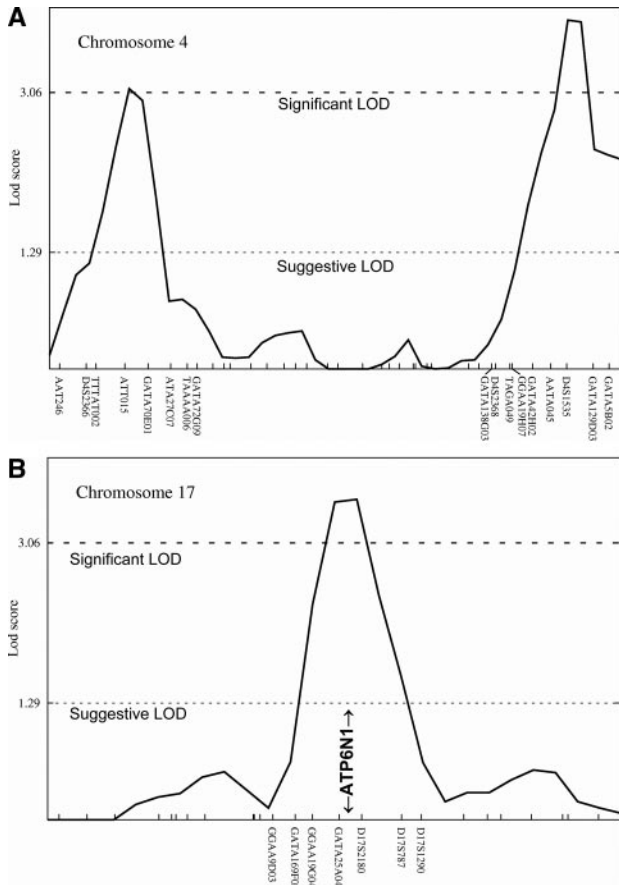 A
Chromosome 4
3.06
Significant LOD
Lod score
1.29
Suggestive LOD
AAT246
D4S2366
TTTAT002
ATT015
GATA70E01
ATA27C07
TAAAA006
GATA72G09
GATA138G03
D4S2368
TAGA049
GGAA19H07
GATA42H02
AATA045
D4S1535
GATA129D03
GATA5B02
B
Chromosome 17
3.06
Significant LOD
Lod score
1.29
Suggestive LOD
←ATP6N1→
GGAA9D03
GATA169F0
GGAA19G04
GATA25A04
D17S2180
D17S787
D17S1290